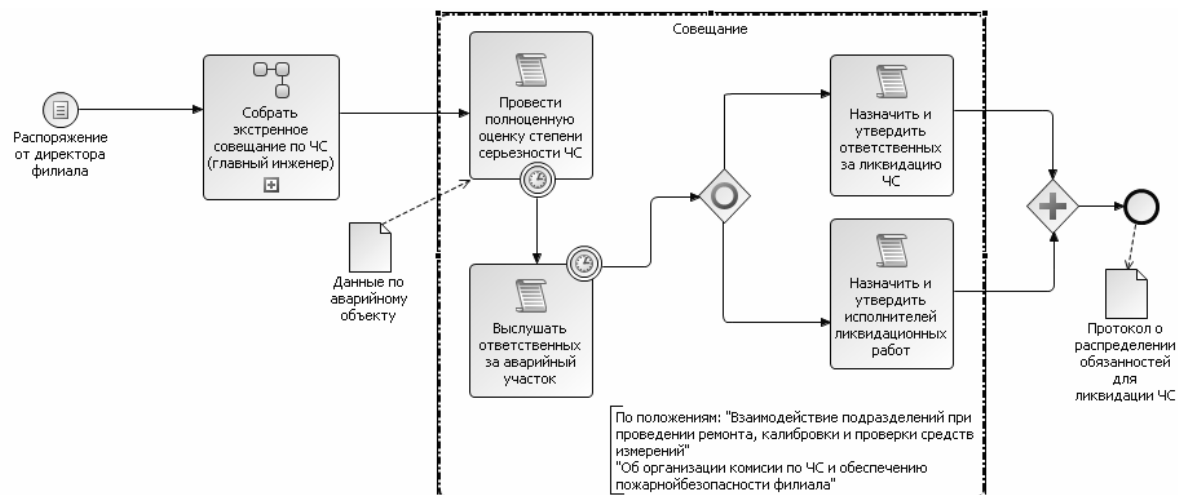 Совещание
Распоряжение
от директора
филиала
Собрать
экстренное
совещание по ЧС
(главный инженер)
Провести
полноценную
оценку степени
серьезности ЧС
Данные по
аварийному
объекту
Выслушать
ответственных
за аварийный
участок
Назначить и
утвердить
ответственных
за ликвидацию
ЧС
Назначить и
утвердить
исполнителей
ликвидационных
работ
Протокол о
распределении
обязанностей
для
ликвидации ЧС
По положениям: "Взаимодействие подразделений при
проведении ремонта, калибровки и проверки средств
измерений"
"Об организации комисии по ЧС и обеспечению
пожарнойбезопасности филиала"